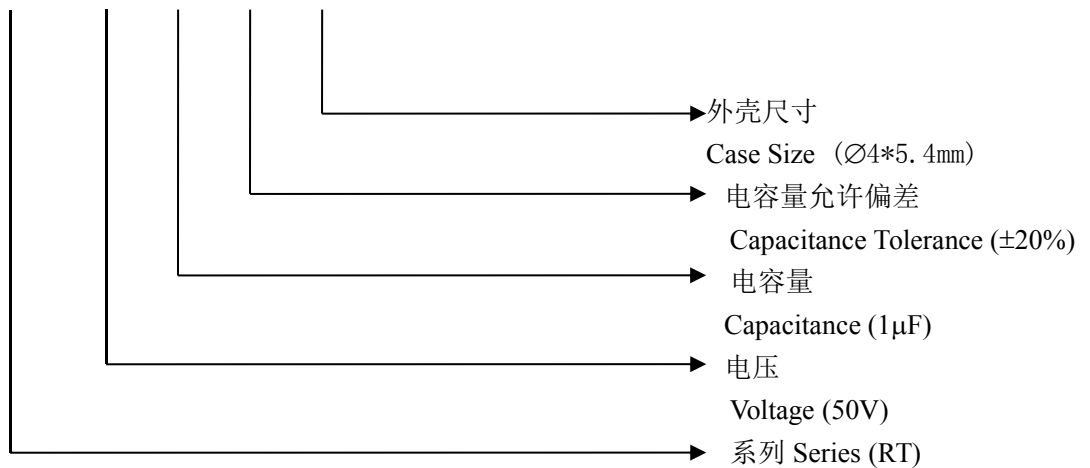 外壳尺寸
Case Size (∅4*5.4mm)
电容量允许偏差
Capacitance Tolerance (±20%)
电容量
Capacitance (1μF)
电压
Voltage (50V)
系列 Series (RT)